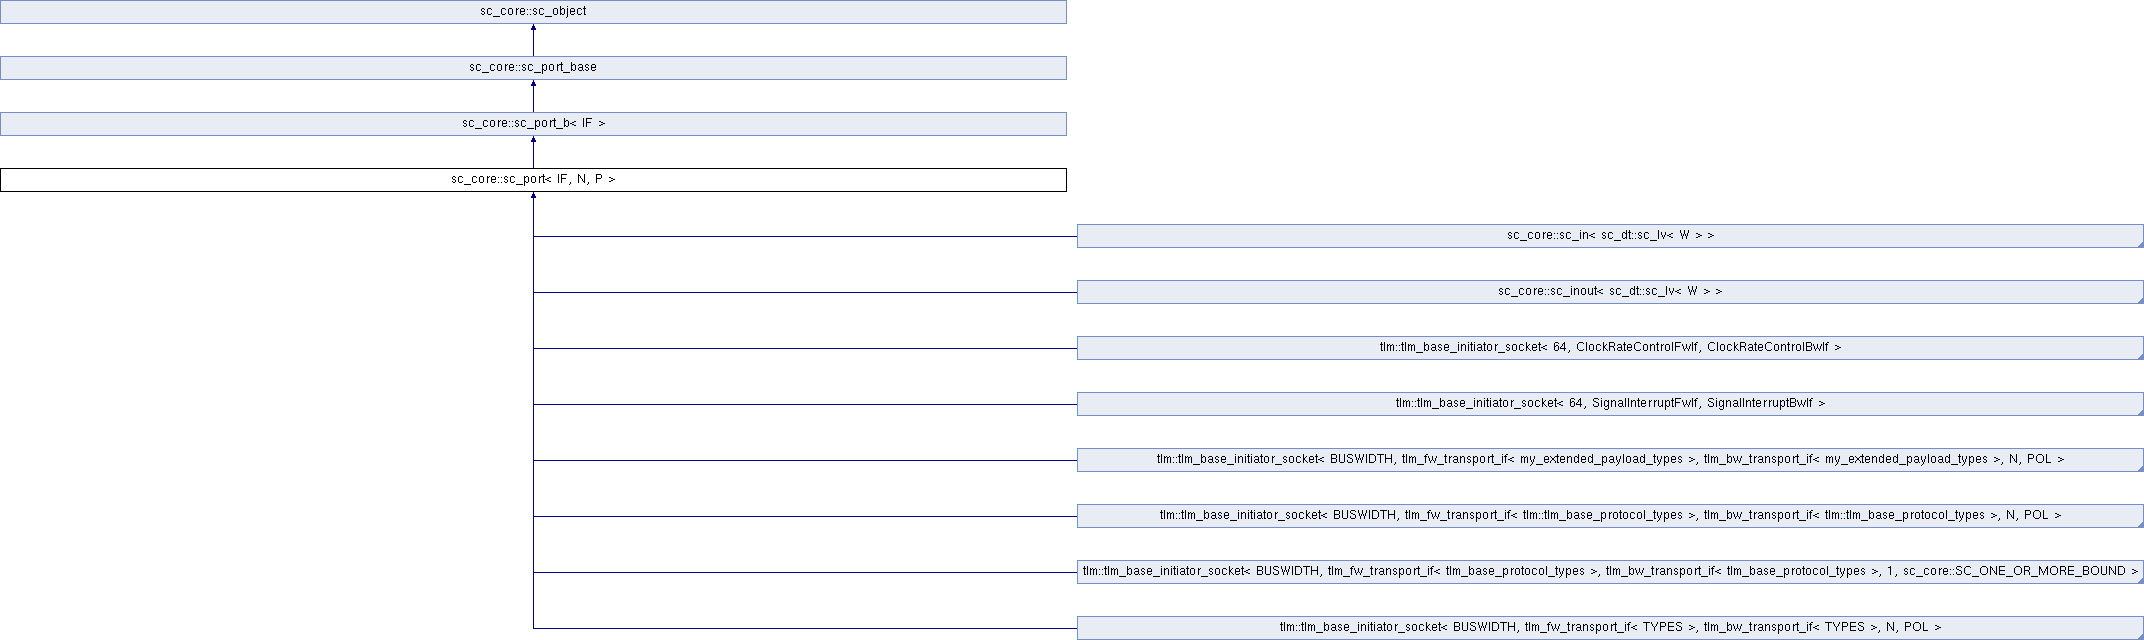 sc_core::sc_object
sc_core::sc_port_base
sc_core::sc_port_b< IF >
sc_core::sc_port< IF, N, P >
sc_core::sc_in< sc_dt::sc_lv< W > >
sc_core::sc_inout< sc_dt::sc_lv< W > >
tlm::tlm_base_initiator_socket< 64, ClockRateControlFwIf, ClockRateControlBwIf >
tlm::tlm_base_initiator_socket< 64, SignalInterruptFwIf, SignalInterruptBwIf >
tlm::tlm_base_initiator_socket< BUSWIDTH, tlm_fw_transport_if< my_extended_payload_types >, tlm_bw_transport_if< my_extended_payload_types >, N, POL >
tlm::tlm_base_initiator_socket< BUSWIDTH, tlm_fw_transport_if< tlm::tlm_base_protocol_types >, tlm_bw_transport_if< tlm::tlm_base_protocol_types >, N, POL >
tlm::tlm_base_initiator_socket< BUSWIDTH, tlm_fw_transport_if< tlm_base_protocol_types >, tlm_bw_transport_if< tlm_base_protocol_types >, 1, sc_core::SC_ONE_OR_MORE_BOUND >
tlm::tlm_base_initiator_socket< BUSWIDTH, tlm_fw_transport_if< TYPES >, tlm_bw_transport_if< TYPES >, N, POL >